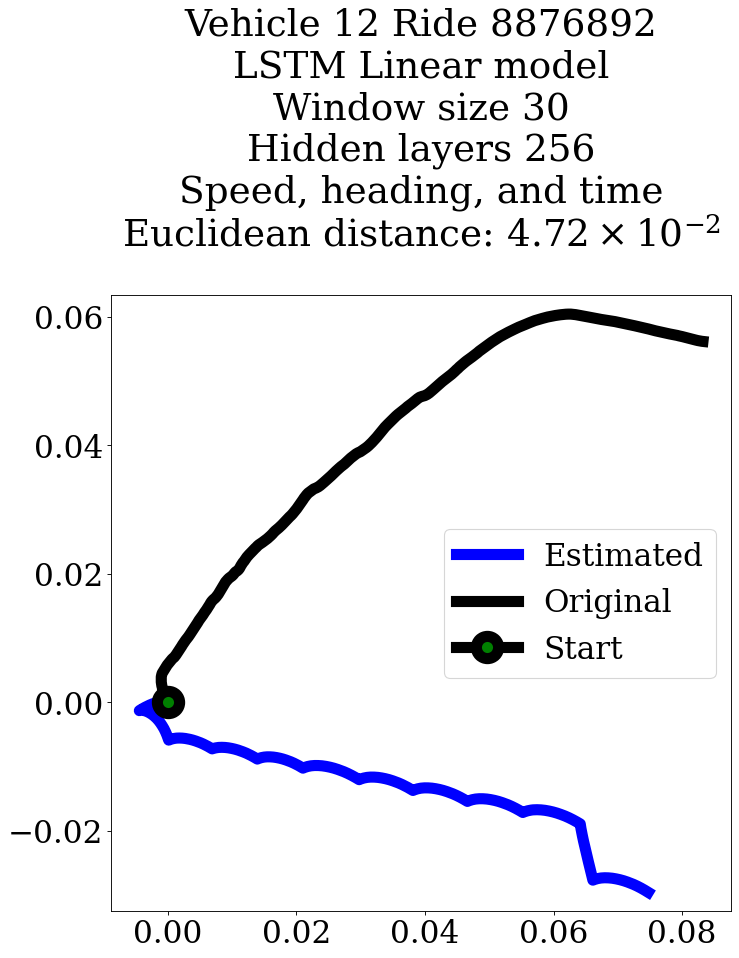 Vehicle 12 Ride 8876892
LSTM Linear model
Window size 30
Hidden layers 256
Speed, heading, and time
Euclidean distance: 4.72 × 10⁻²
0.06
0.04
0.02
0.00
−0.02
Estimated
Original
Start
0.00 0.02 0.04 0.06 0.08